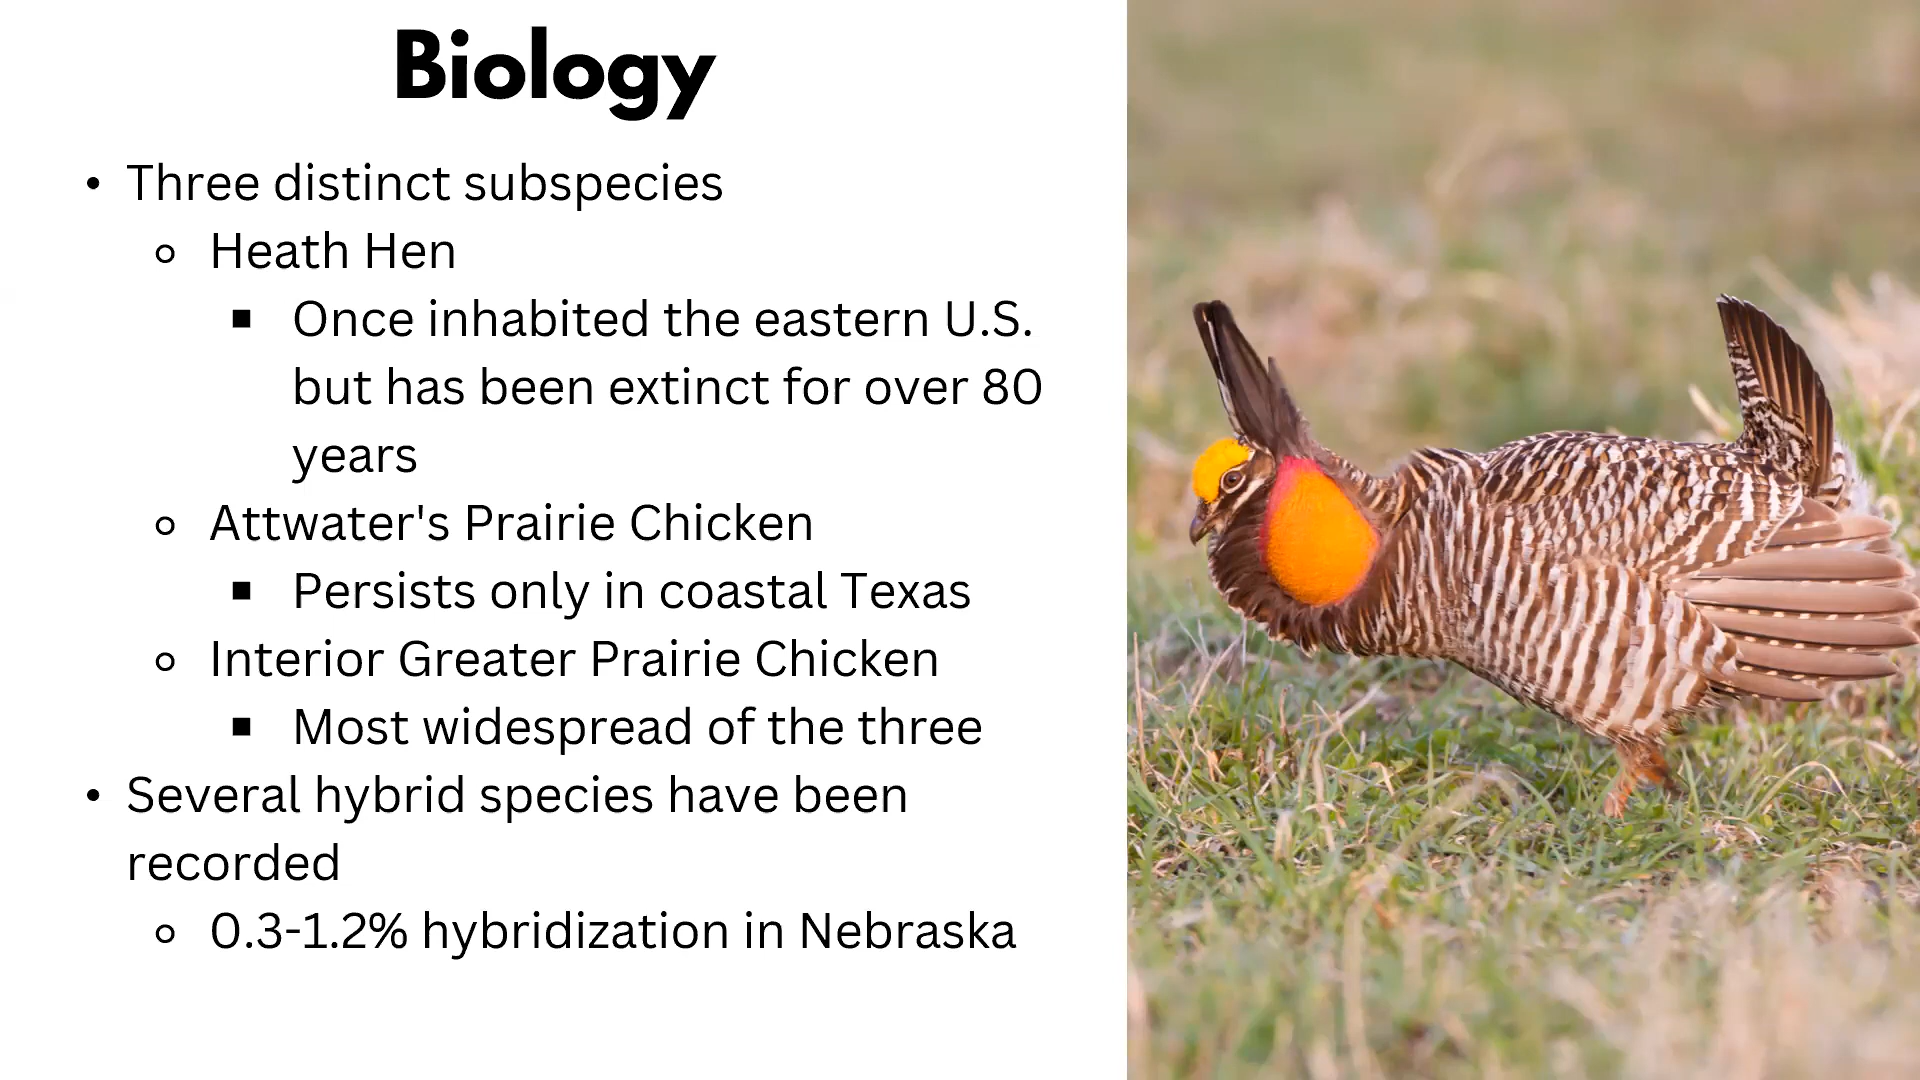 Biology
• Three distinct subspecies
○ Heath Hen
■ Once inhabited the eastern U.S.
but has been extinct for over 80
years
○ Attwater's Prairie Chicken
■ Persists only in coastal Texas
○ Interior Greater Prairie Chicken
■ Most widespread of the three
• Several hybrid species have been
recorded
○ 0.3-1.2% hybridization in Nebraska